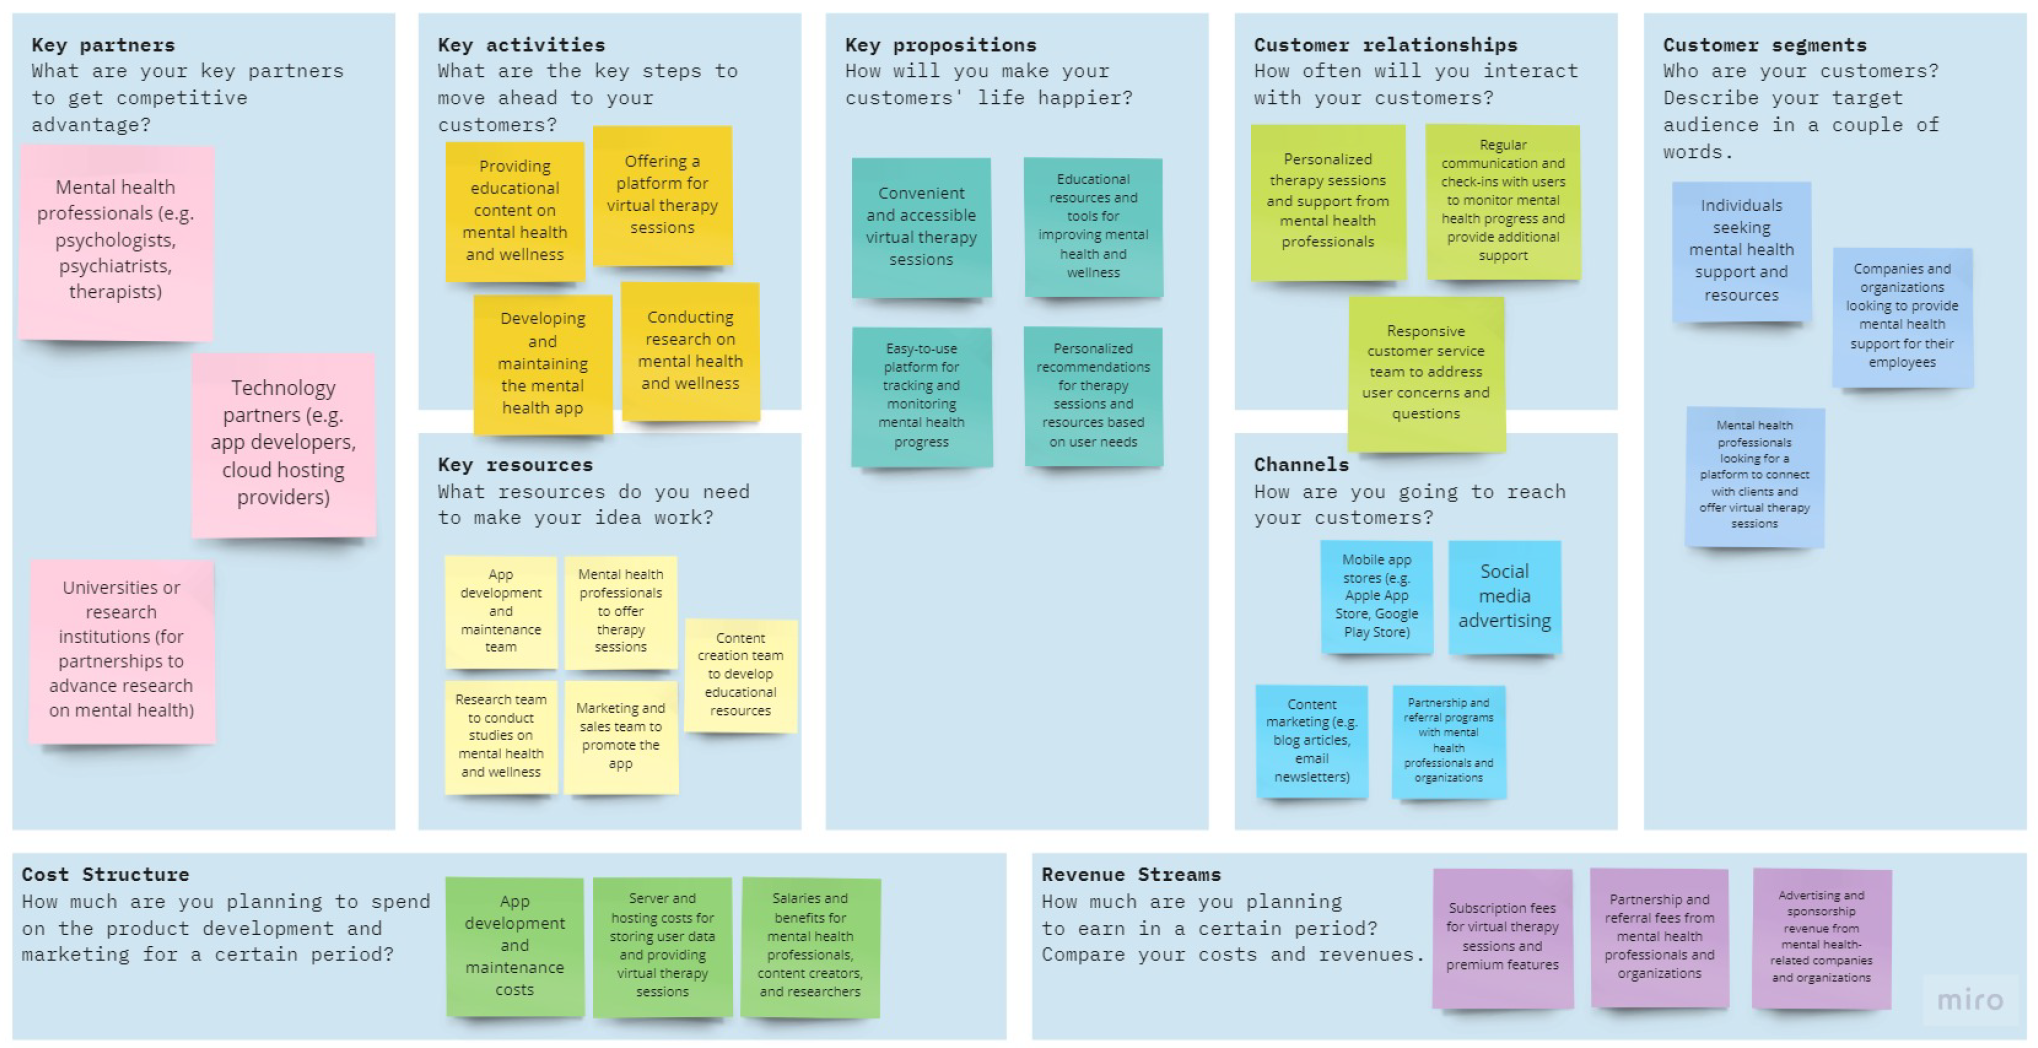 Key partners
What are your key partners
to get competitive
advantage?
Mental health
professionals (e.g.
psychologists,
psychiatrists,
therapists)
Technology
partners (e.g.
app developers,
cloud hosting
providers)
Universities or
research
institutions (for
partnerships to
advance research
on mental health)
Key activities
What are the key steps to
move ahead to your
customers?
Providing
educational
content on
mental health
and wellness
Offering a
platform for
virtual therapy
sessions
Developing
and
maintaining
the mental
health app
Conducting
research on
mental health
and wellness
Key resources
What resources do you need
to make your idea work?
App
development
and
maintenance
team
Mental health
professionals
to offer
therapy
sessions
Content
creation team
to develop
educational
resources
Research team
to conduct
studies on
mental health
and wellness
Marketing and
sales team to
promote the
app
Key propositions
How will you make your
customers' life happier?
Convenient
and accessible
virtual therapy
sessions
Educational
resources and
tools for
improving mental
health and
wellness
Easy-to-use
platform for
tracking and
monitoring
mental health
progress
Personalized
recommendations
for therapy
sessions and
resources based
on user needs
Customer relationships
How often will you interact
with your customers?
Personalized
therapy sessions
and support from
mental health
professionals
Regular
communication and
check-ins with users
to monitor mental
health progress and
provide additional
support
Responsive
customer service
team to address
user concerns and
questions
Channels
How are you going to reach
your customers?
Mobile app
stores (e.g.
Apple App
Store, Google
Play Store)
Social
media
advertising
Content
marketing (e.g.
blog articles,
email
newsletters)
Partnership and
referral programs
with mental
health
professionals and
organizations
Customer segments
Who are your customers?
Describe your target
audience in a couple of
words.
Individuals
seeking
mental health
support and
resources
Companies and
organizations
looking to provide
mental health
support for their
employees
Mental health
professionals
looking for a
platform to connect
with clients and
offer virtual therapy
sessions
Cost Structure
How much are you planning to spend
on the product development and
marketing for a certain period?
App
development
and
maintenance
costs
Server and
hosting costs for
storing user data
and providing
virtual therapy
sessions
Salaries and
benefits for
mental health
professionals,
content creators,
and researchers
Revenue Streams
How much are you planning
to earn in a certain period?
Compare your costs and revenues.
Subscription fees
for virtual therapy
sessions and
premium features
Partnership and
referral fees from
mental health
professionals and
organizations
Advertising and
sponsorship
revenue from
mental health-
related companies
and organizations
miro